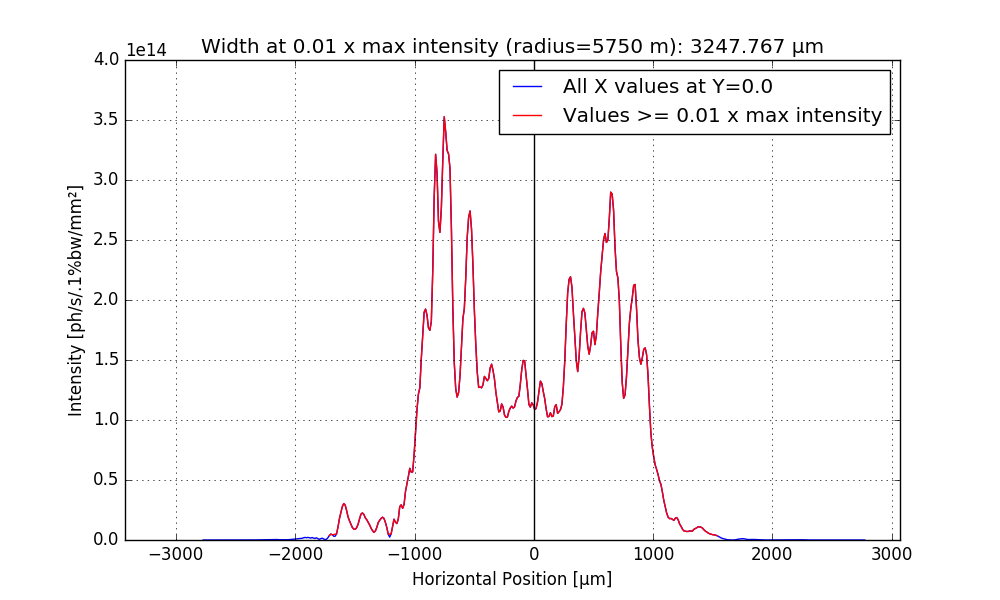 Width at 0.01 x max intensity (radius=5750 m): 3247.767 µm
1e14
All X values at Y=0.0
Values >= 0.01 x max intensity
4.0
3.5
3.0
2.5
2.0
1.5
1.0
0.5
0.0
Intensity [ph/s/.1%bw/mm²]
−3000 −2000 −1000 0 1000 2000 3000
Horizontal Position [µm]